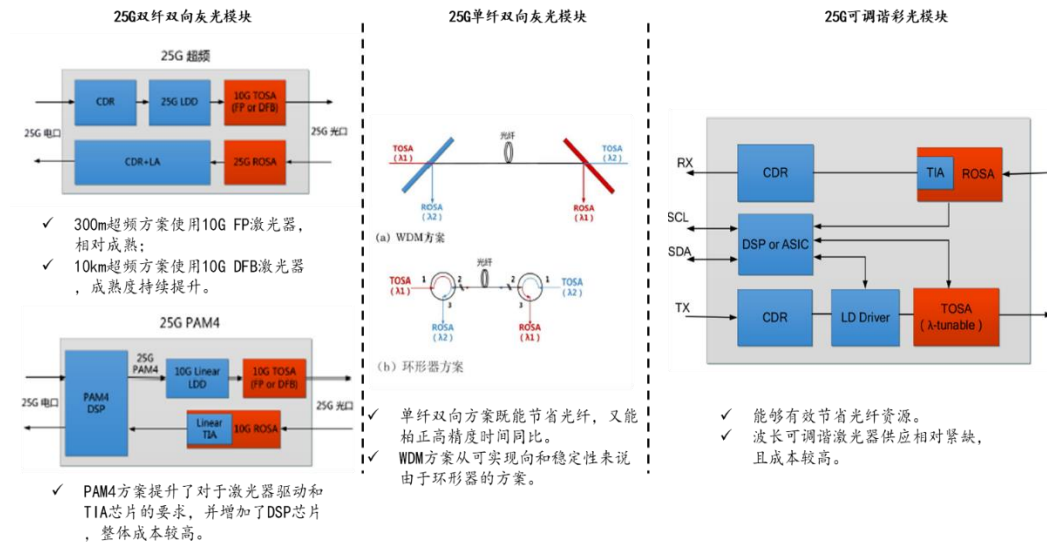 25G双纤双向灰光模块
25G 超频
CDR
25G LDD
10G TOSA
(FP or DFB)
25G 电口
25G 光口
CDR+LA
25G ROSA
✓ 300m超频方案使用10G FP激光器，
相对成熟；
✓ 10km超频方案使用10G DFB激光器
，成熟度持续提升。
25G PAM4
PAM4
DSP
25G
PAM4
10G Linear
LDD
10G TOSA
(FP or DFB)
25G 电口
25G 光口
Linear
TIA
10G ROSA
✓ PAM4方案提升了对于激光器驱动和
TIA芯片的要求，并增加了DSP芯片
，整体成本较高。
25G单纤双向灰光模块
光纤
TOSA
(λ1)
TOSA
(λ2)
ROSA
(λ2)
ROSA
(λ1)
(a) WDM方案
光纤
TOSA
(λ1)
1
2
3
2
1
3
TOSA
(λ2)
ROSA
(λ2)
ROSA
(λ1)
(b) 环形器方案
✓ 单纤双向方案既能节省光纤，又能
柏正高精度时间同比。
✓ WDM方案从可实现向和稳定性来说
由于环形器的方案。
25G可调谐彩光模块
RX
CDR
TIA
ROSA
SCL
SDA
DSP or ASIC
TX
CDR
LD Driver
TOSA
(λ-tunable)
✓ 能够有效节省光纤资源。
✓ 波长可调谐激光器供应相对紧缺，
且成本较高。